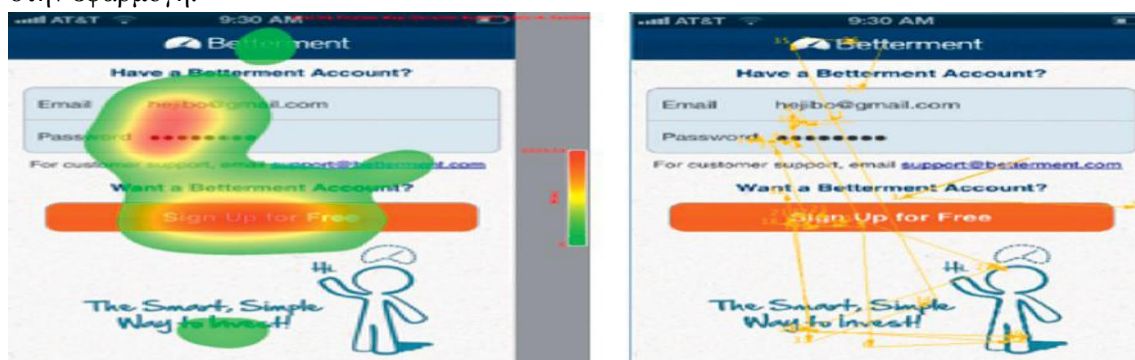 στην εφαρμογή.
AT&T 9:30 AM
Betterment
Have a Betterment Account?
Email hejibo@gmail.com
Password ••••••••
For customer support, email support@betterment.com
Want a Betterment Account?
Sign Up for Free
Hi
The Smart, Simple
Way to Invest!
AT&T 9:30 AM
Betterment
Have a Betterment Account?
Email hejibo@gmail.com
Password ••••••••
For customer support, email support@betterment.com
Want a Betterment Account?
Sign Up for Free
Hi
The Smart, Simple
Way to Invest!